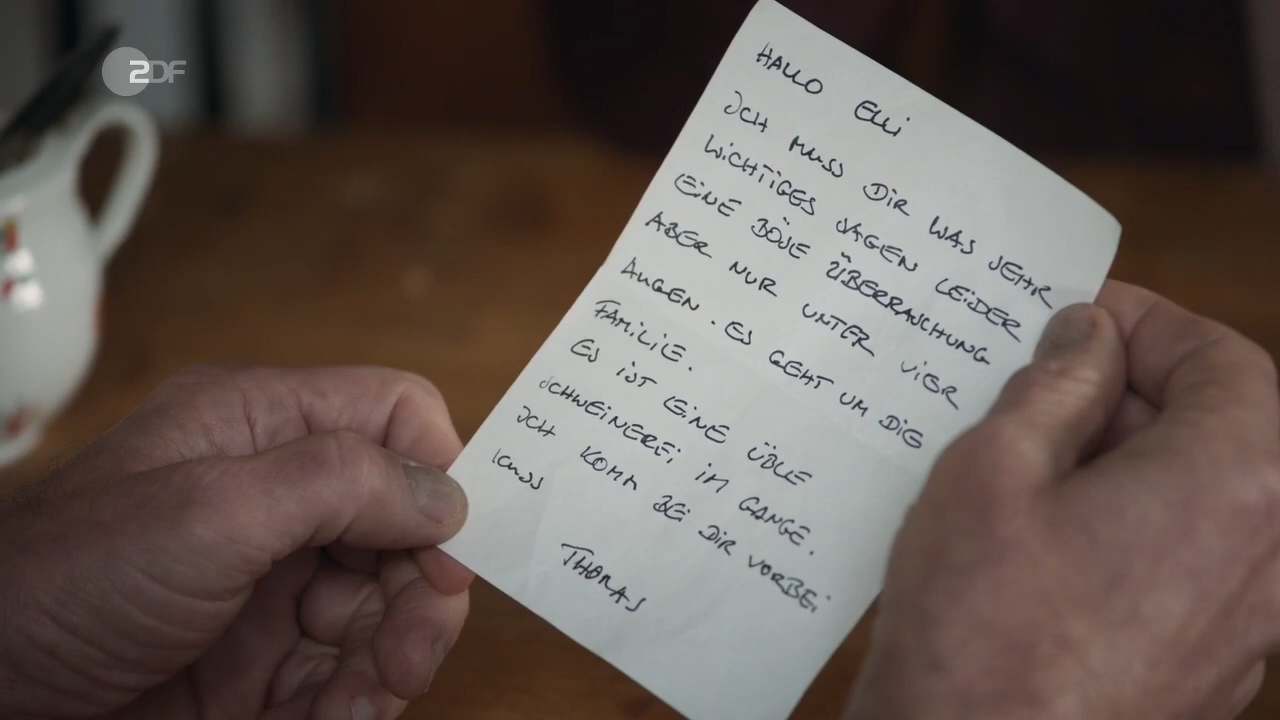 ZDF
HALLO ELLI
ICH MUSS DIR WAS SEHR
WICHTIGES SAGEN LEIDER
EINE BÖSE ÜBERRASCHUNG
ABER NUR UNTER VIER
AUGEN. ES GEHT UM DIE
FAMILIE.
ES IST EINE ÜBLE
SCHWEINEREI IM GANGE.
ICH KOMM BEI DIR VORBEI
KUSS
THOMAS